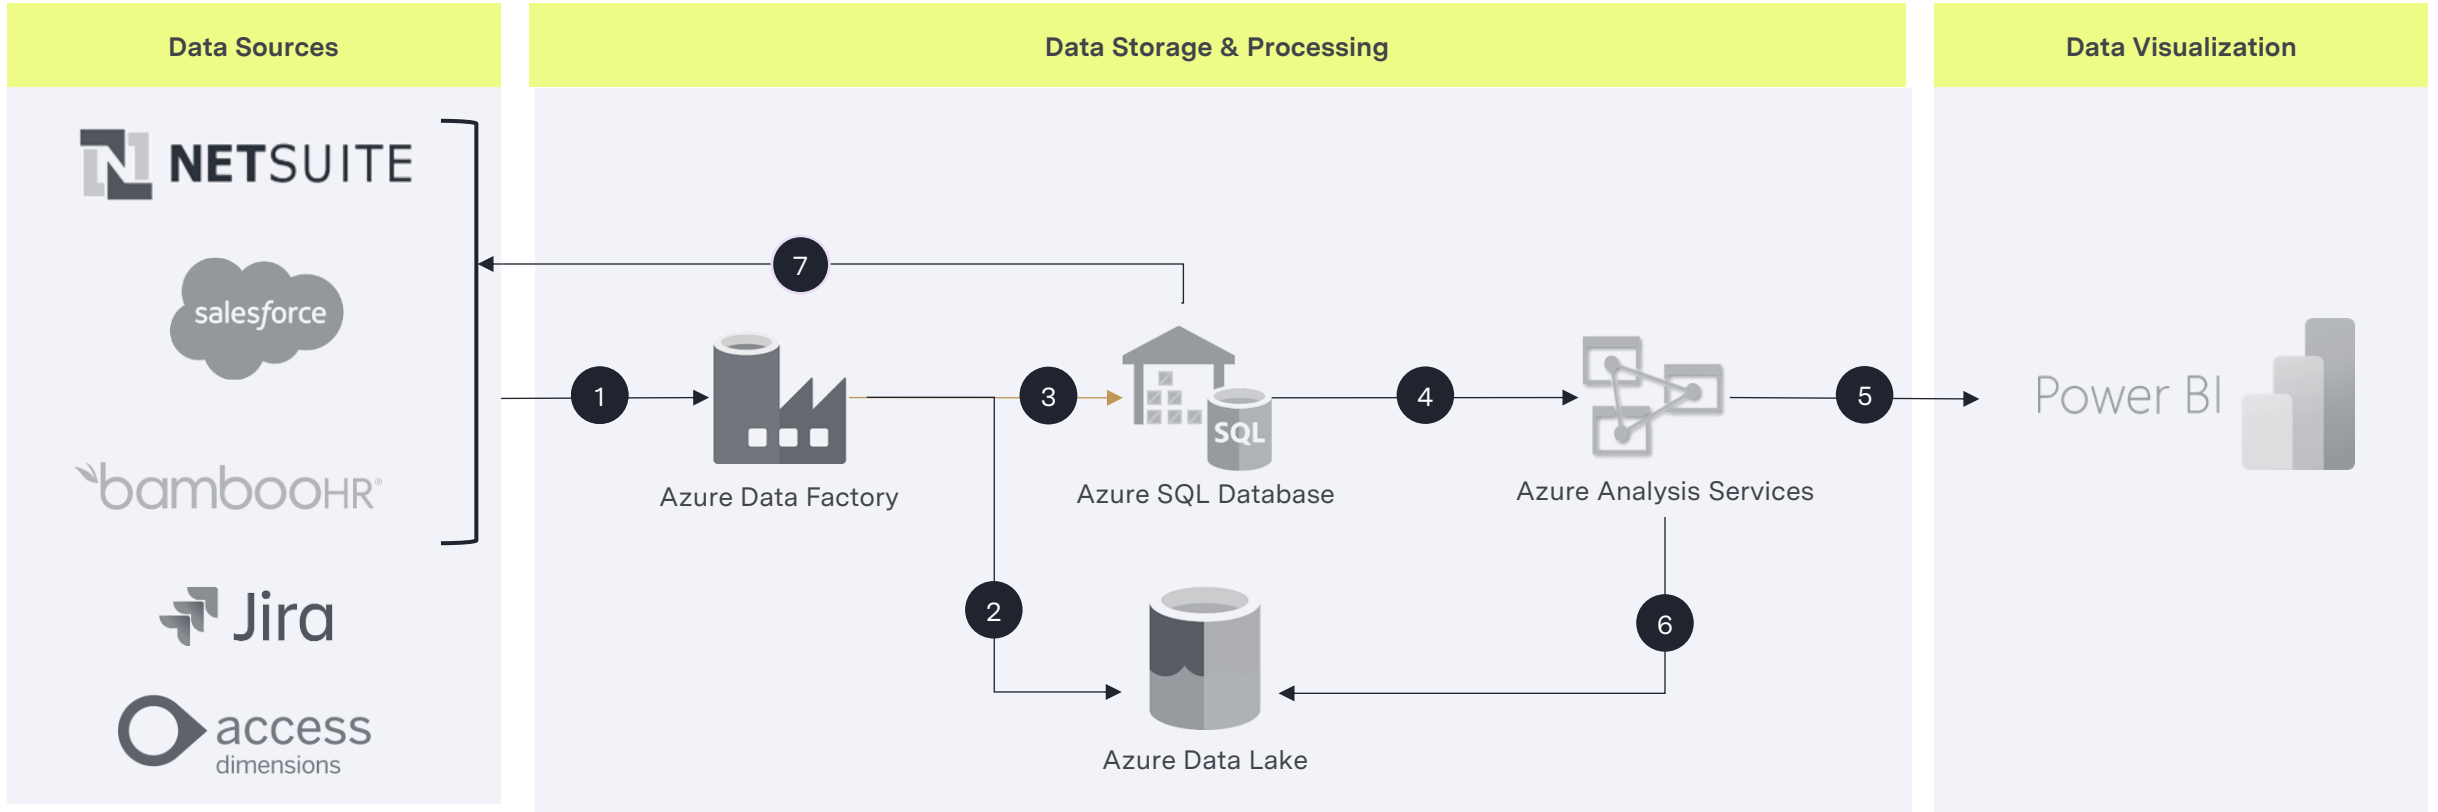 Data Sources
Data Storage & Processing
Data Visualization
NETSUITE
salesforce
bambooHR®
Jira
access
dimensions
7
1
3
4
5
SQL
Azure Data Factory
Azure SQL Database
Azure Analysis Services
2
6
Azure Data Lake
Power BI